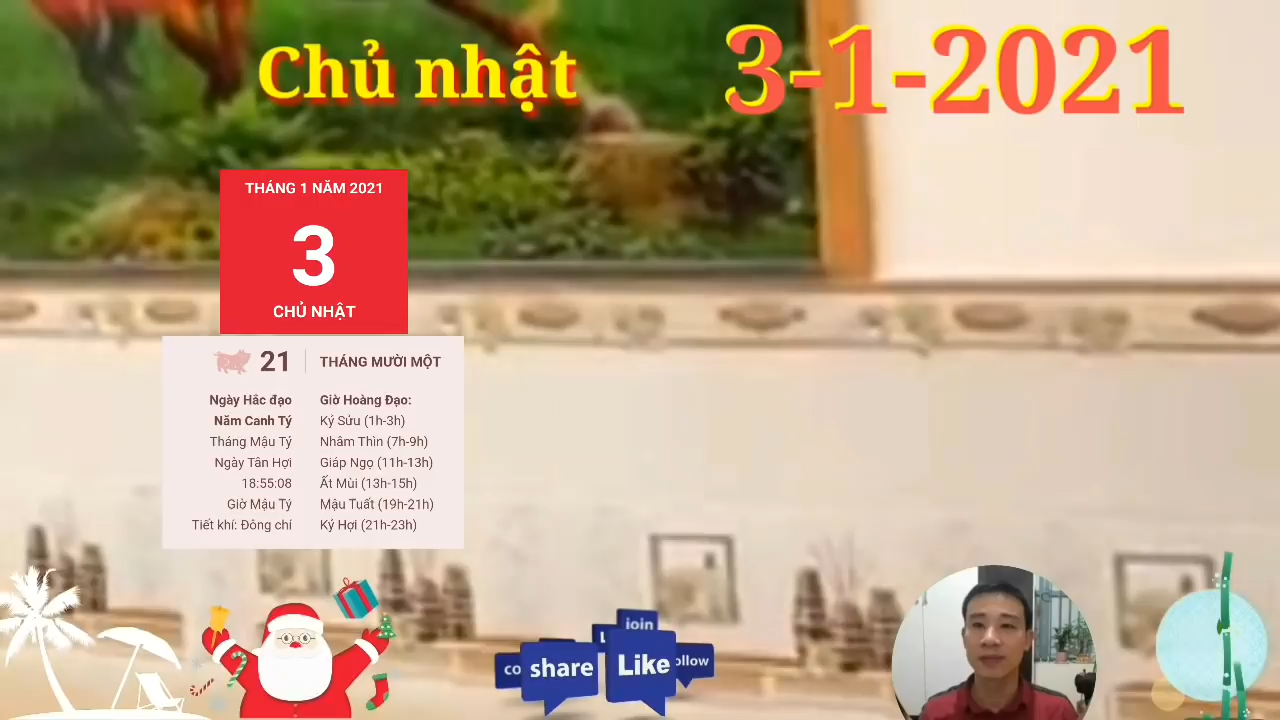 Chủ nhật
3-1-2021
THÁNG 1 NĂM 2021
3
CHỦ NHẬT
21
THÁNG MƯỜI MỘT
Ngày Hắc đạo
Năm Canh Tý
Tháng Mậu Tý
Ngày Tân Hợi
18:55:08
Giờ Mậu Tý
Tiết khí: Đông chí
Giờ Hoàng Đạo:
Ký Sửu (1h-3h)
Nhâm Thìn (7h-9h)
Giáp Ngọ (11h-13h)
Ất Mùi (13h-15h)
Mậu Tuất (19h-21h)
Ký Hợi (21h-23h)
join
share
Like